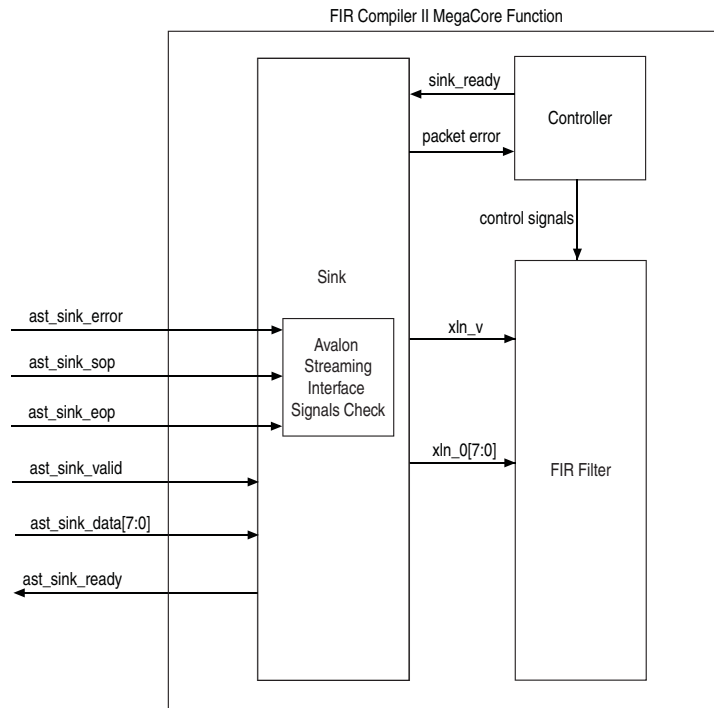 FIR Compiler II MegaCore Function
sink_ready
Controller
packet error
control signals
Sink
ast_sink_error
xln_v
Avalon
Streaming
Interface
Signals Check
ast_sink_sop
ast_sink_eop
ast_sink_valid
xln_0[7:0]
FIR Filter
ast_sink_data[7:0]
ast_sink_ready